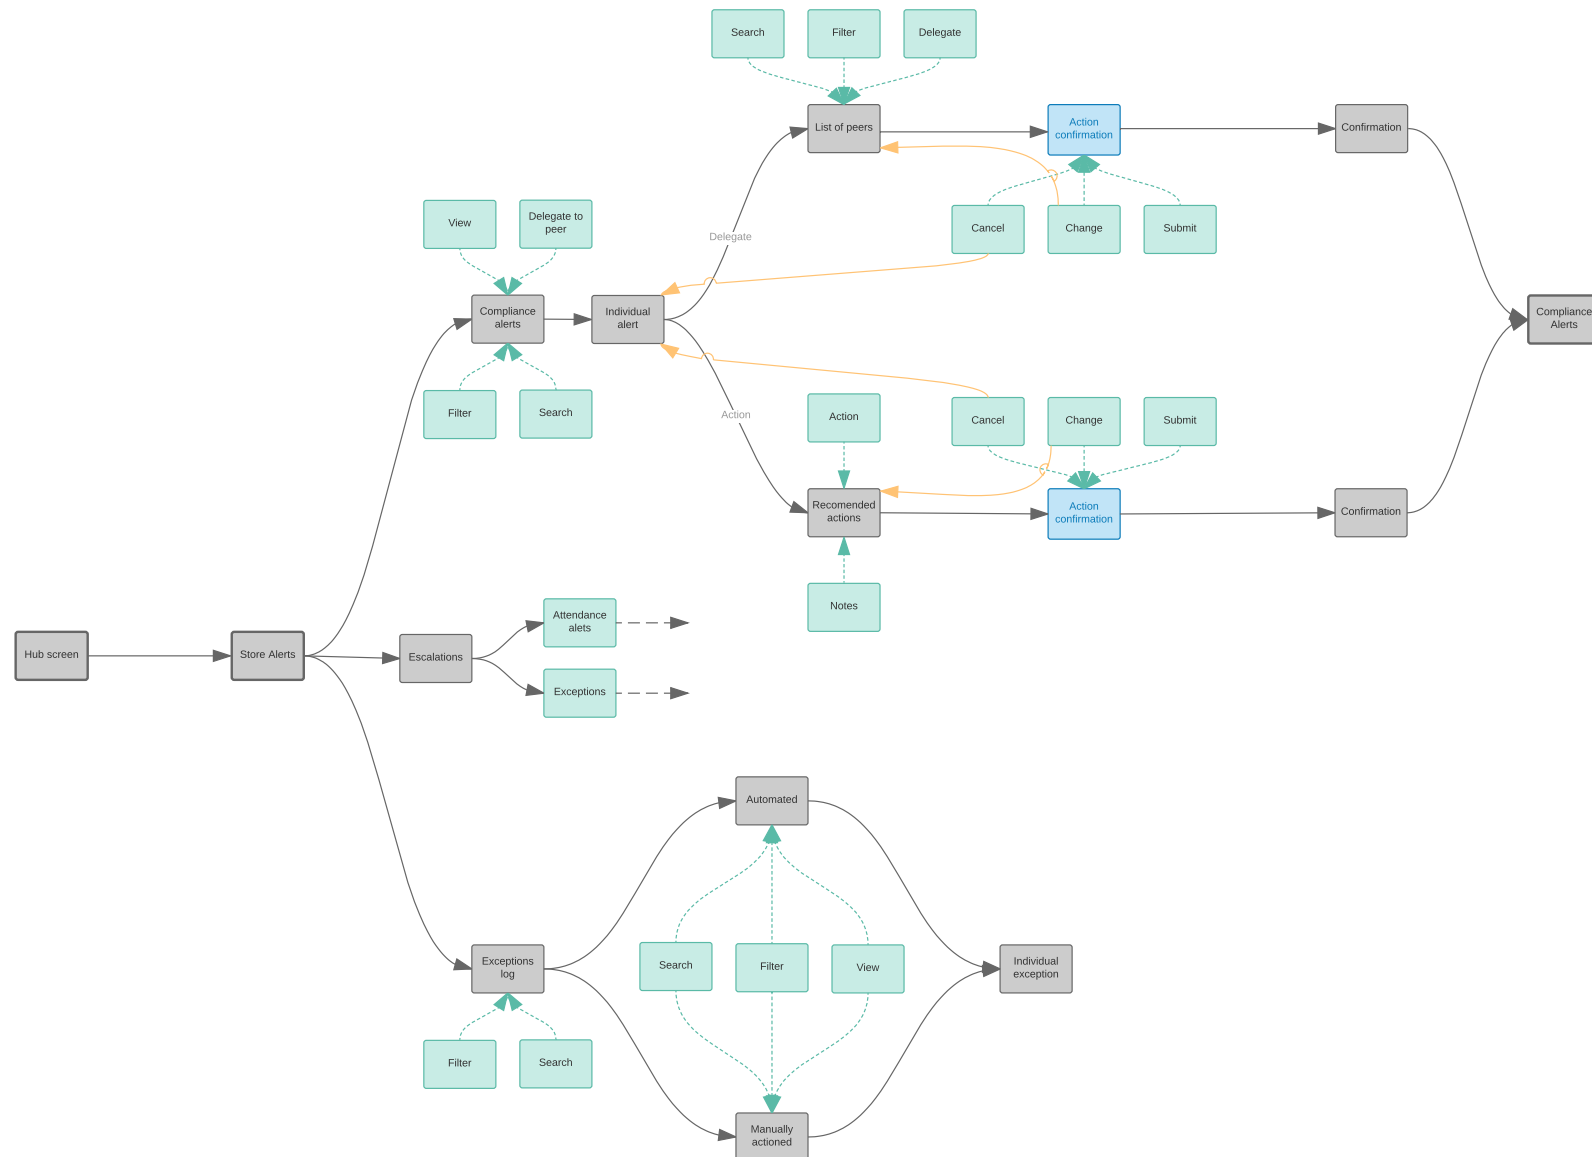 Search
Filter
Delegate
List of peers
Action
confirmation
Confirmation
View
Delegate to
peer
Cancel
Change
Submit
Delegate
Compliance
alerts
Individual
alert
Compliance
Alerts
Filter
Search
Action
Action
Cancel
Change
Submit
Recomended
actions
Action
confirmation
Confirmation
Notes
Attendance
alets
Hub screen
Store Alerts
Escalations
Exceptions
Automated
Exceptions
log
Search
Filter
View
Individual
exception
Filter
Search
Manually
actioned